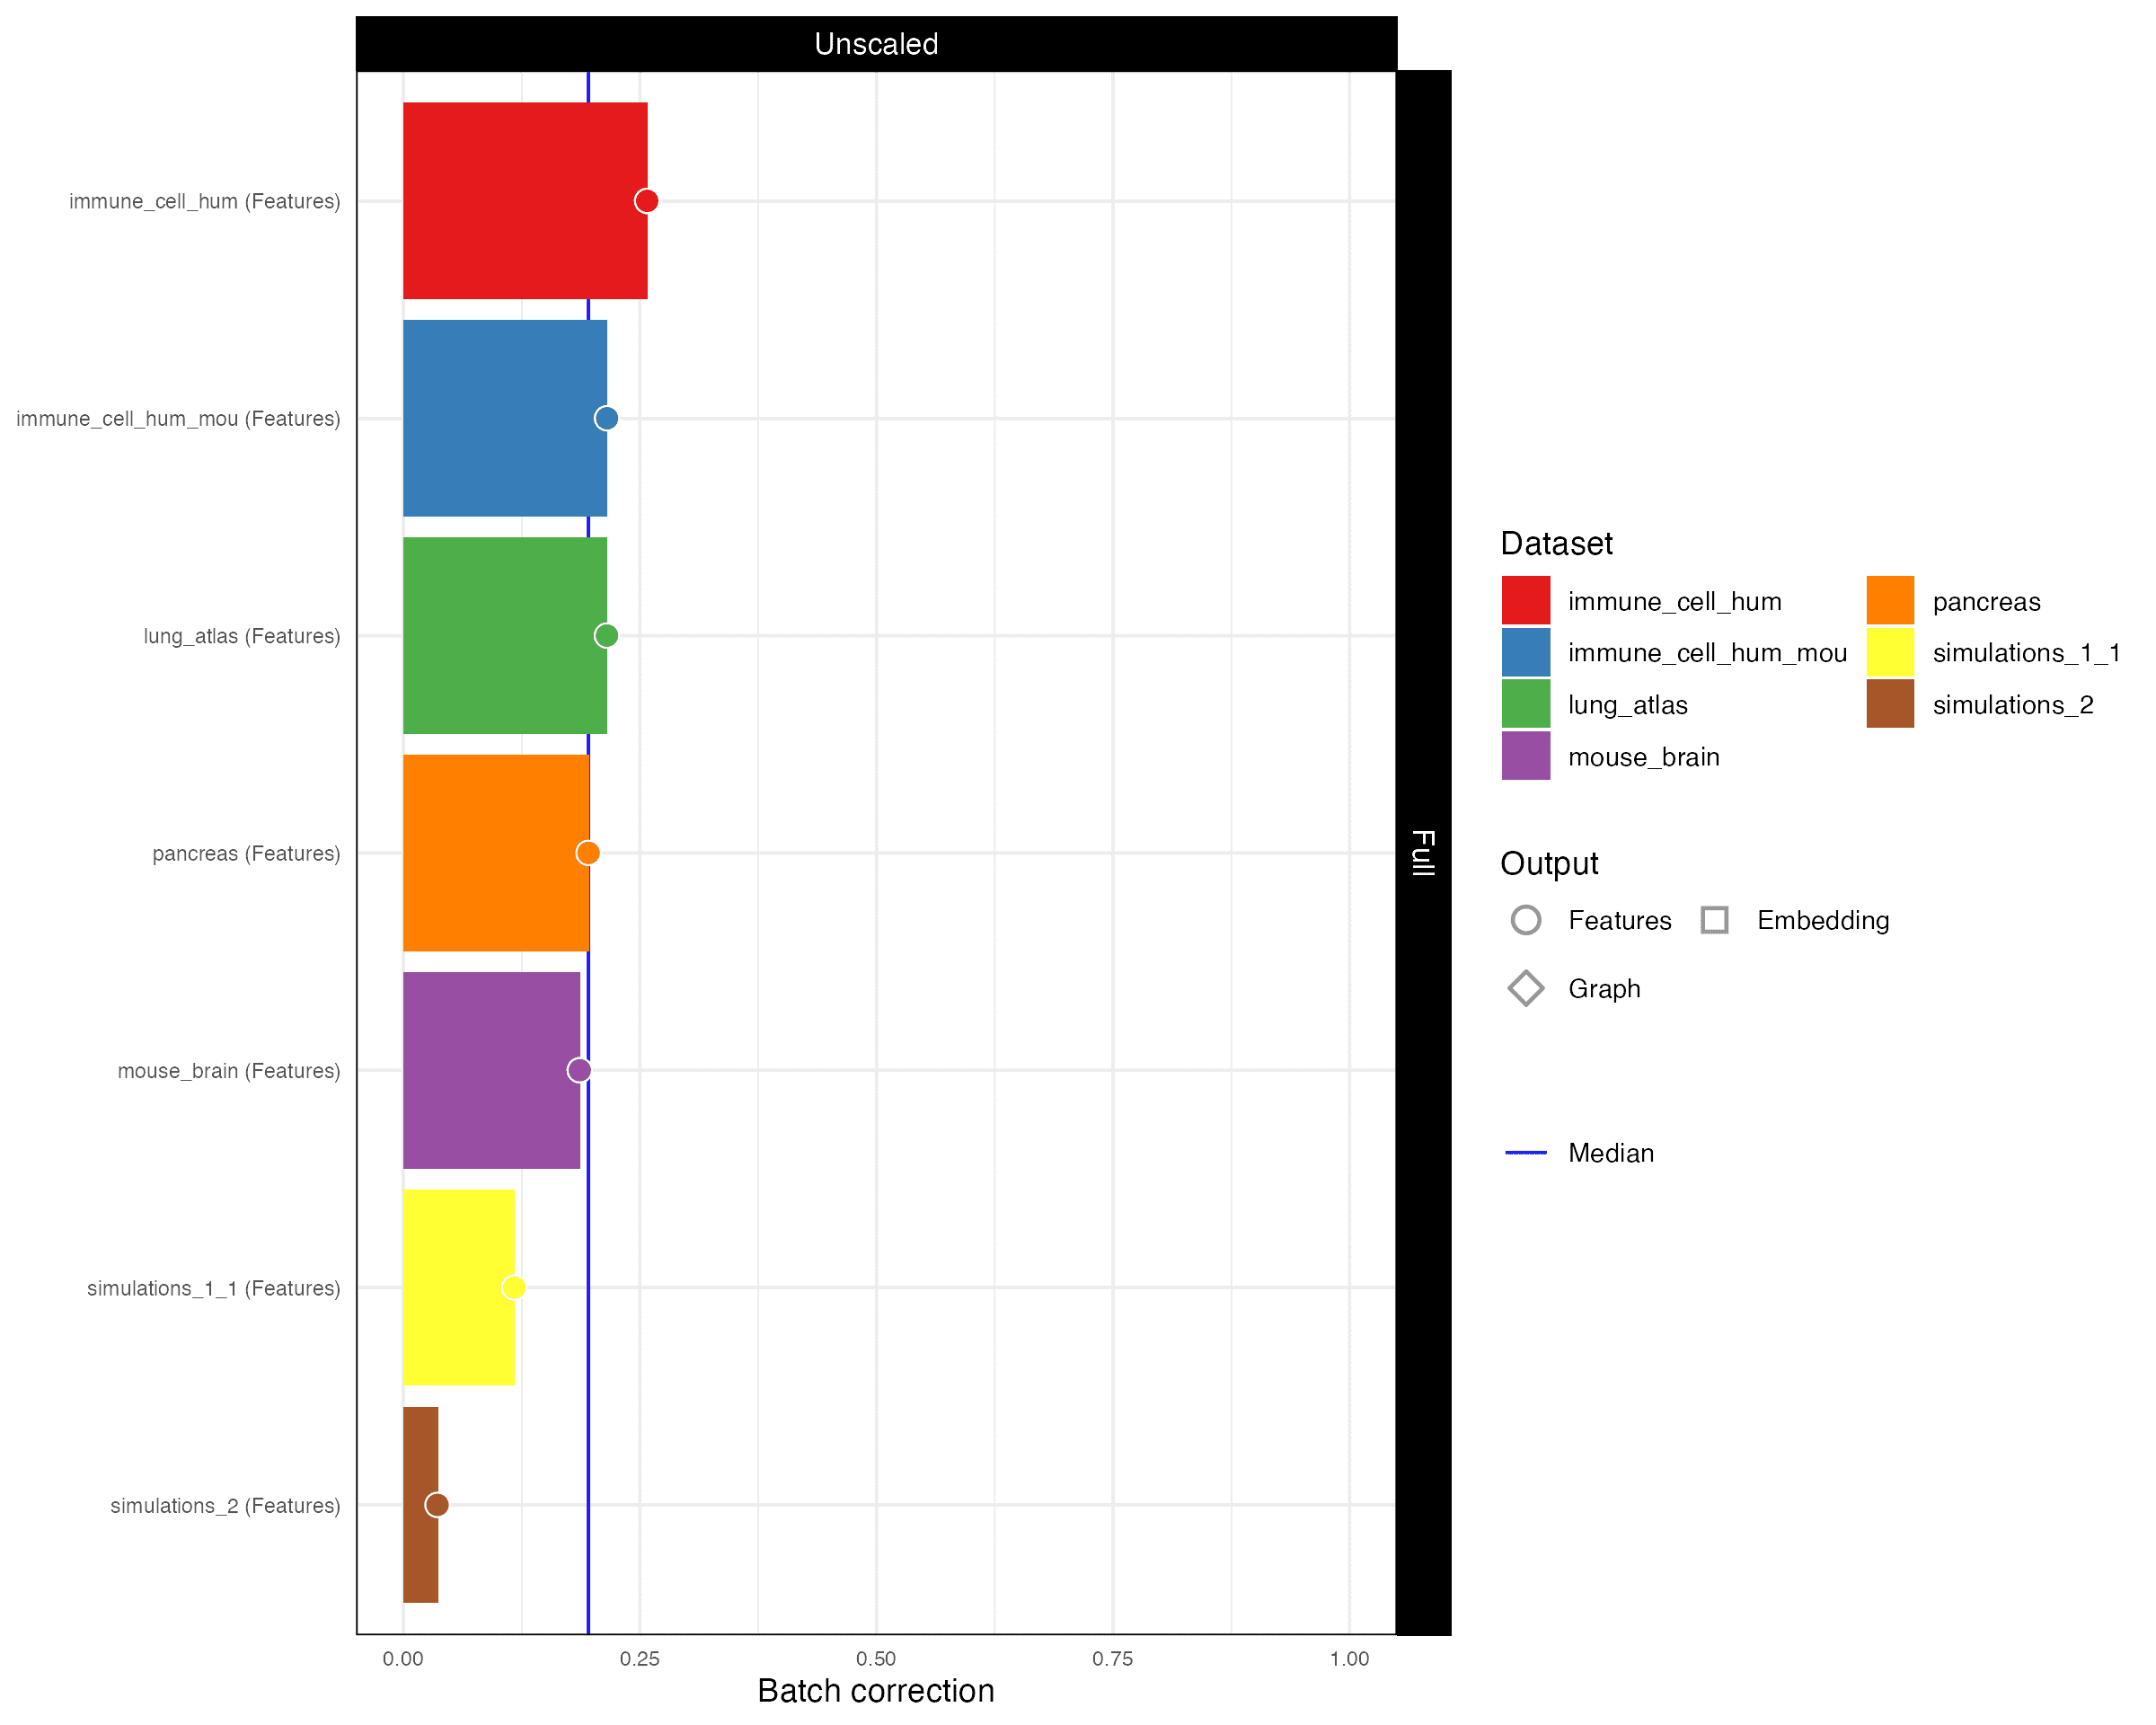 Unscaled
immune_cell_hum (Features)
immune_cell_hum_mou (Features)
lung_atlas (Features)
pancreas (Features)
mouse_brain (Features)
simulations_1_1 (Features)
simulations_2 (Features)
0.00 0.25 0.50 0.75 1.00
Batch correction
Full
Dataset
immune_cell_hum pancreas
immune_cell_hum_mou simulations_1_1
lung_atlas simulations_2
mouse_brain
Output
Features Embedding
Graph
Median